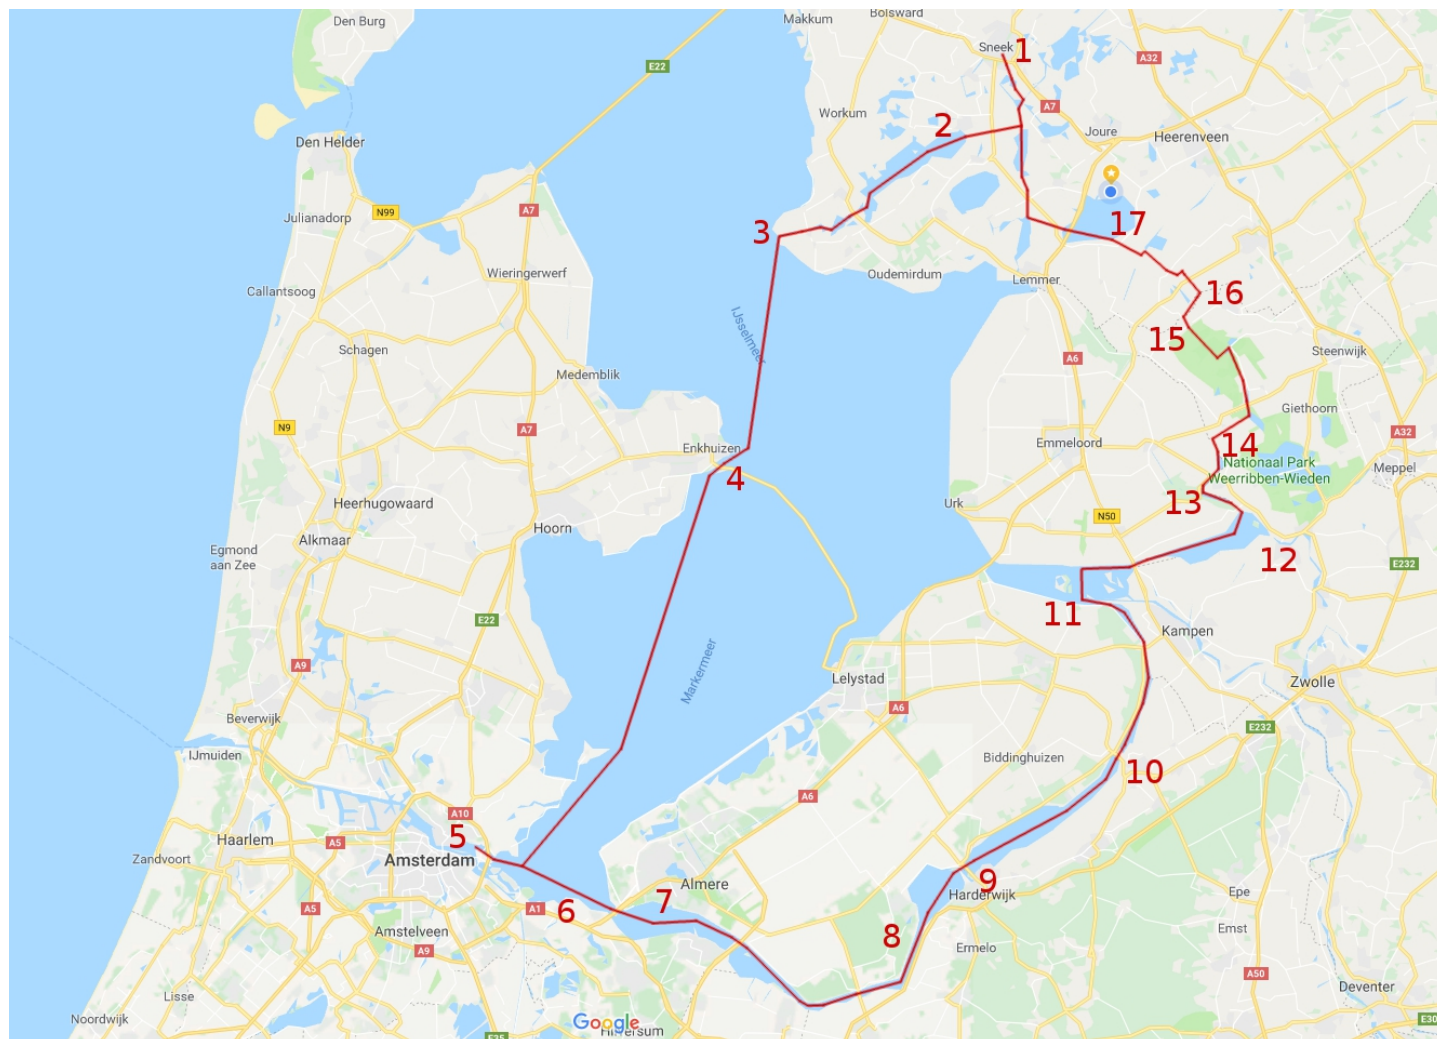 Den Burg
Makkum
Bolsward
Sneek
1
E22
A32
Workum
A7
2
Joure
Heerenveen
Den Helder
N99
A7
Julianadorp
3
17
Wieringerwerf
Oudemirdum
Lemmer
Callantsoog
16
IJsselmeer
15
Schagen
A6
Steenwijk
Medemblik
Giethoorn
N9
A7
Enkhuizen
Emmeloord
14
A32
4
Nationaal Park
Weerribben-Wieden
Meppel
Heerhugowaard
Urk
13
N50
Hoorn
Alkmaar
Egmond
aan Zee
12
E232
11
E22
Kampen
A9
Markermeer
Lelystad
Zwolle
A6
Beverwijk
E232
IJmuiden
Biddinghuizen
10
A6
A10
5
Haarlem
A5
Zandvoort
Amsterdam
Almere
9
Harderwijk
Epe
A5
A1
6
7
Amstelveen
8
Emst
A9
Ermelo
A50
Lisse
Deventer
Noordwijk
Google
Hilversum
E35
E30